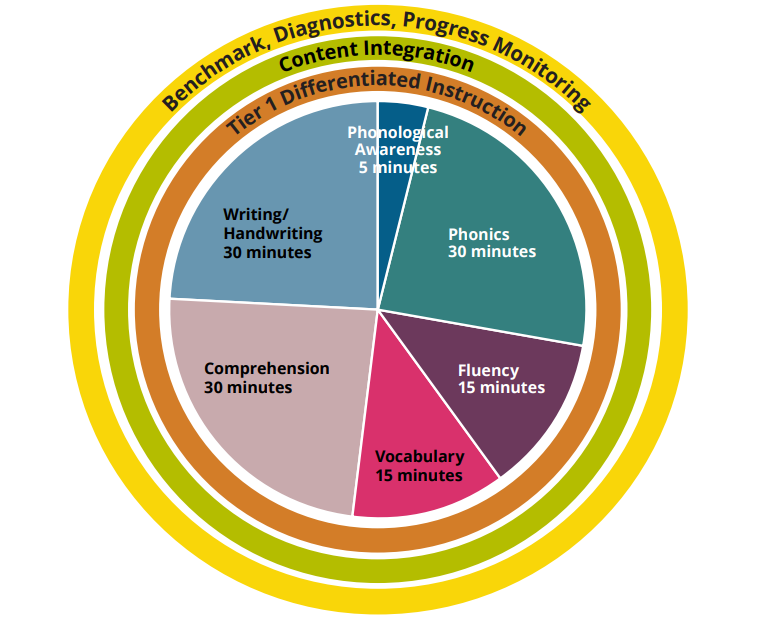 Benchmark, Diagnostics, Progress Monitoring
Content Integration
Tier 1 Differentiated Instruction
Phonological
Awareness
5 minutes
Phonics
30 minutes
Fluency
15 minutes
Vocabulary
15 minutes
Comprehension
30 minutes
Writing/
Handwriting
30 minutes